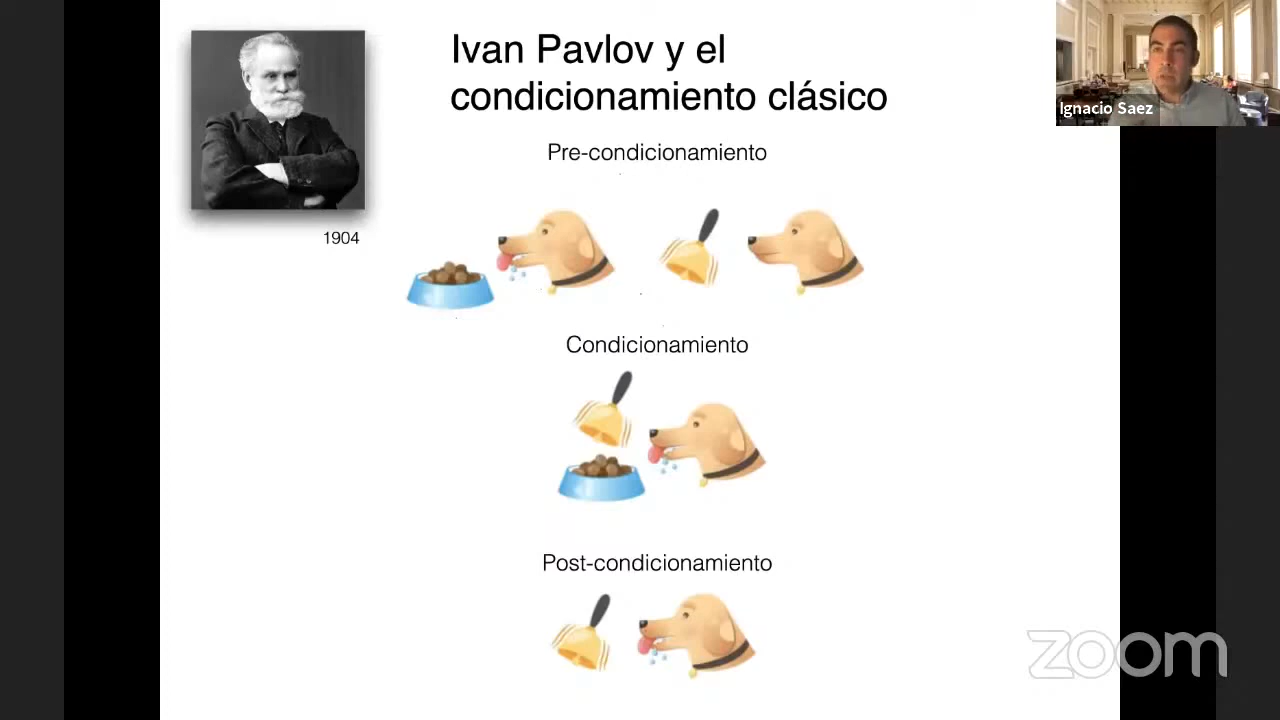 Ivan Pavlov y el
condicionamiento clásico
Ignacio Saez
Pre-condicionamiento
1904
Condicionamiento
Post-condicionamiento
zoom